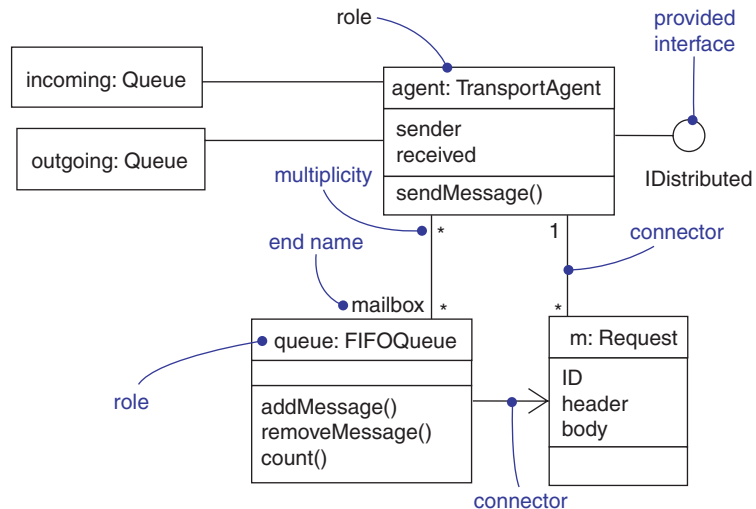 role
provided
interface
incoming: Queue
agent: TransportAgent
sender
received
outgoing: Queue
IDistributed
multiplicity
sendMessage()
*
1
connector
end name
mailbox
*
*
queue: FIFOQueue
m: Request
role
addMessage()
removeMessage()
count()
ID
header
body
connector